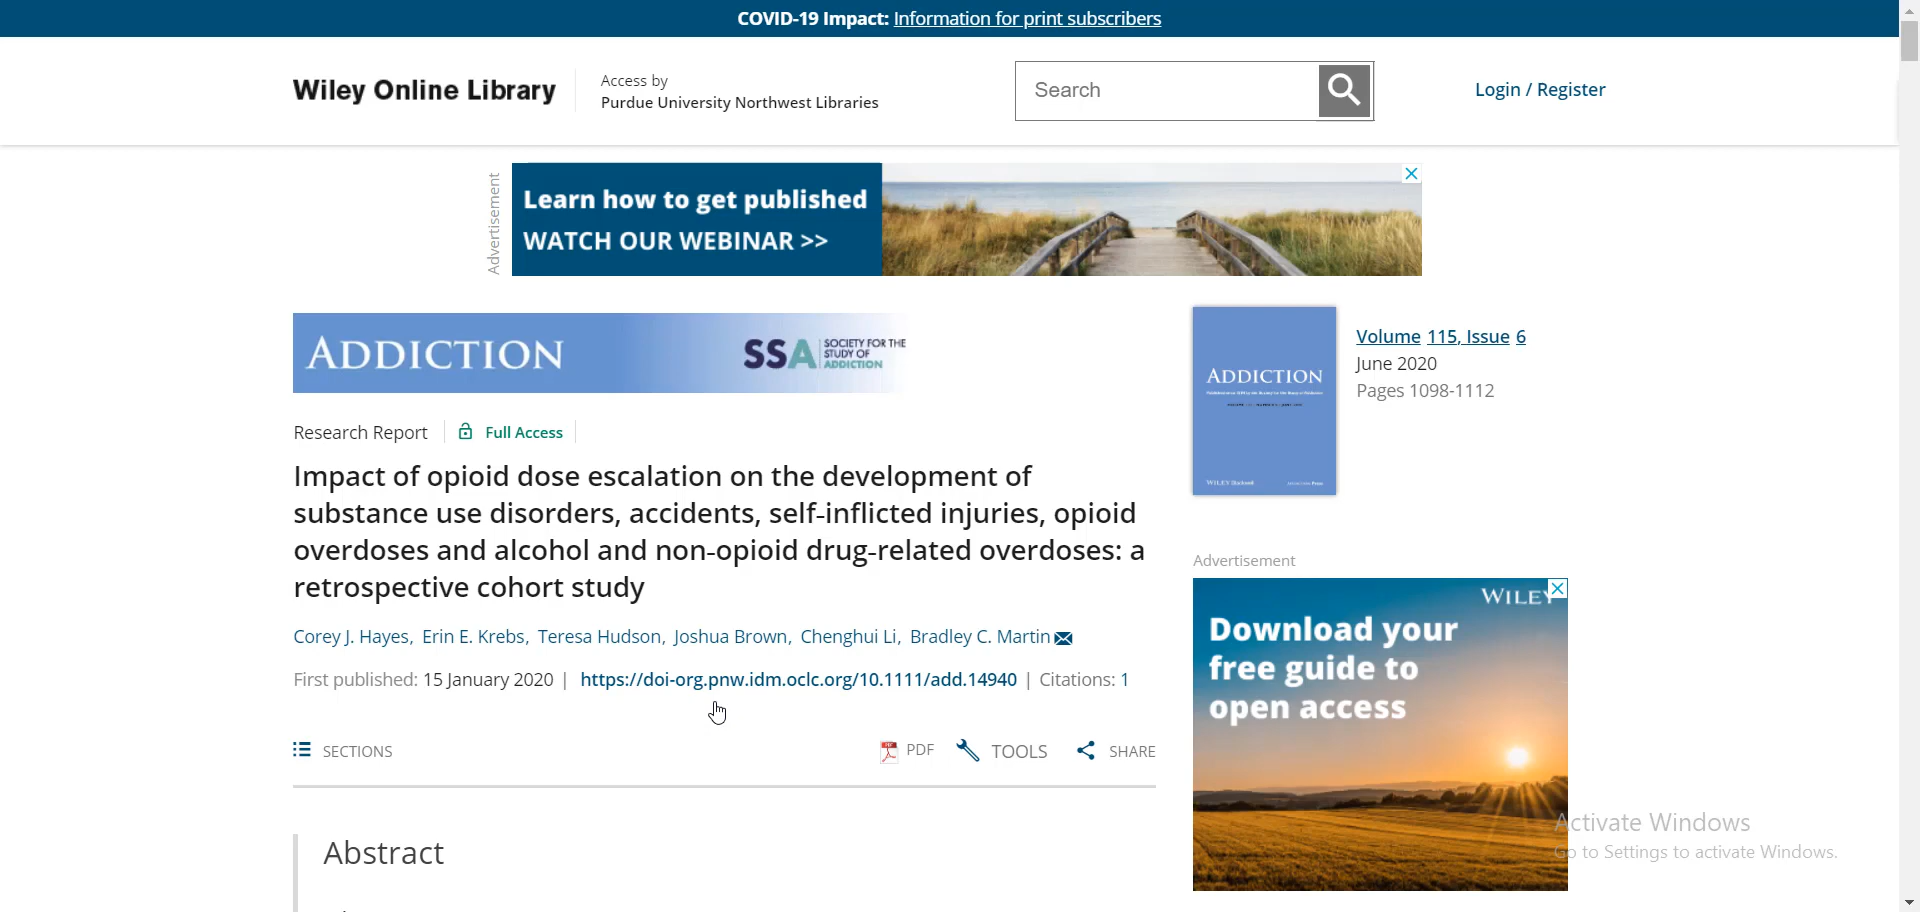 COVID-19 Impact: Information for print subscribers
Wiley Online Library
Access by
Purdue University Northwest Libraries
Search
Login / Register
Advertisement
Learn how to get published
WATCH OUR WEBINAR >>
ADDICTION
SSA SOCIETY FOR THE
STUDY OF
ADDICTION
Research Report
Full Access
Impact of opioid dose escalation on the development of
substance use disorders, accidents, self-inflicted injuries, opioid
overdoses and alcohol and non-opioid drug-related overdoses: a
retrospective cohort study
Corey J. Hayes, Erin E. Krebs, Teresa Hudson, Joshua Brown, Chenghui Li, Bradley C. Martin
First published: 15 January 2020 | https://doi-org.pnw.idm.oclc.org/10.1111/add.14940 | Citations: 1
SECTIONS
PDF
TOOLS
SHARE
Abstract
ADDICTION
WILEY Blackwell
Volume 115, Issue 6
June 2020
Pages 1098-1112
Advertisement
WILEY
Download your
free guide to
open access
Activate Windows
Go to Settings to activate Windows.